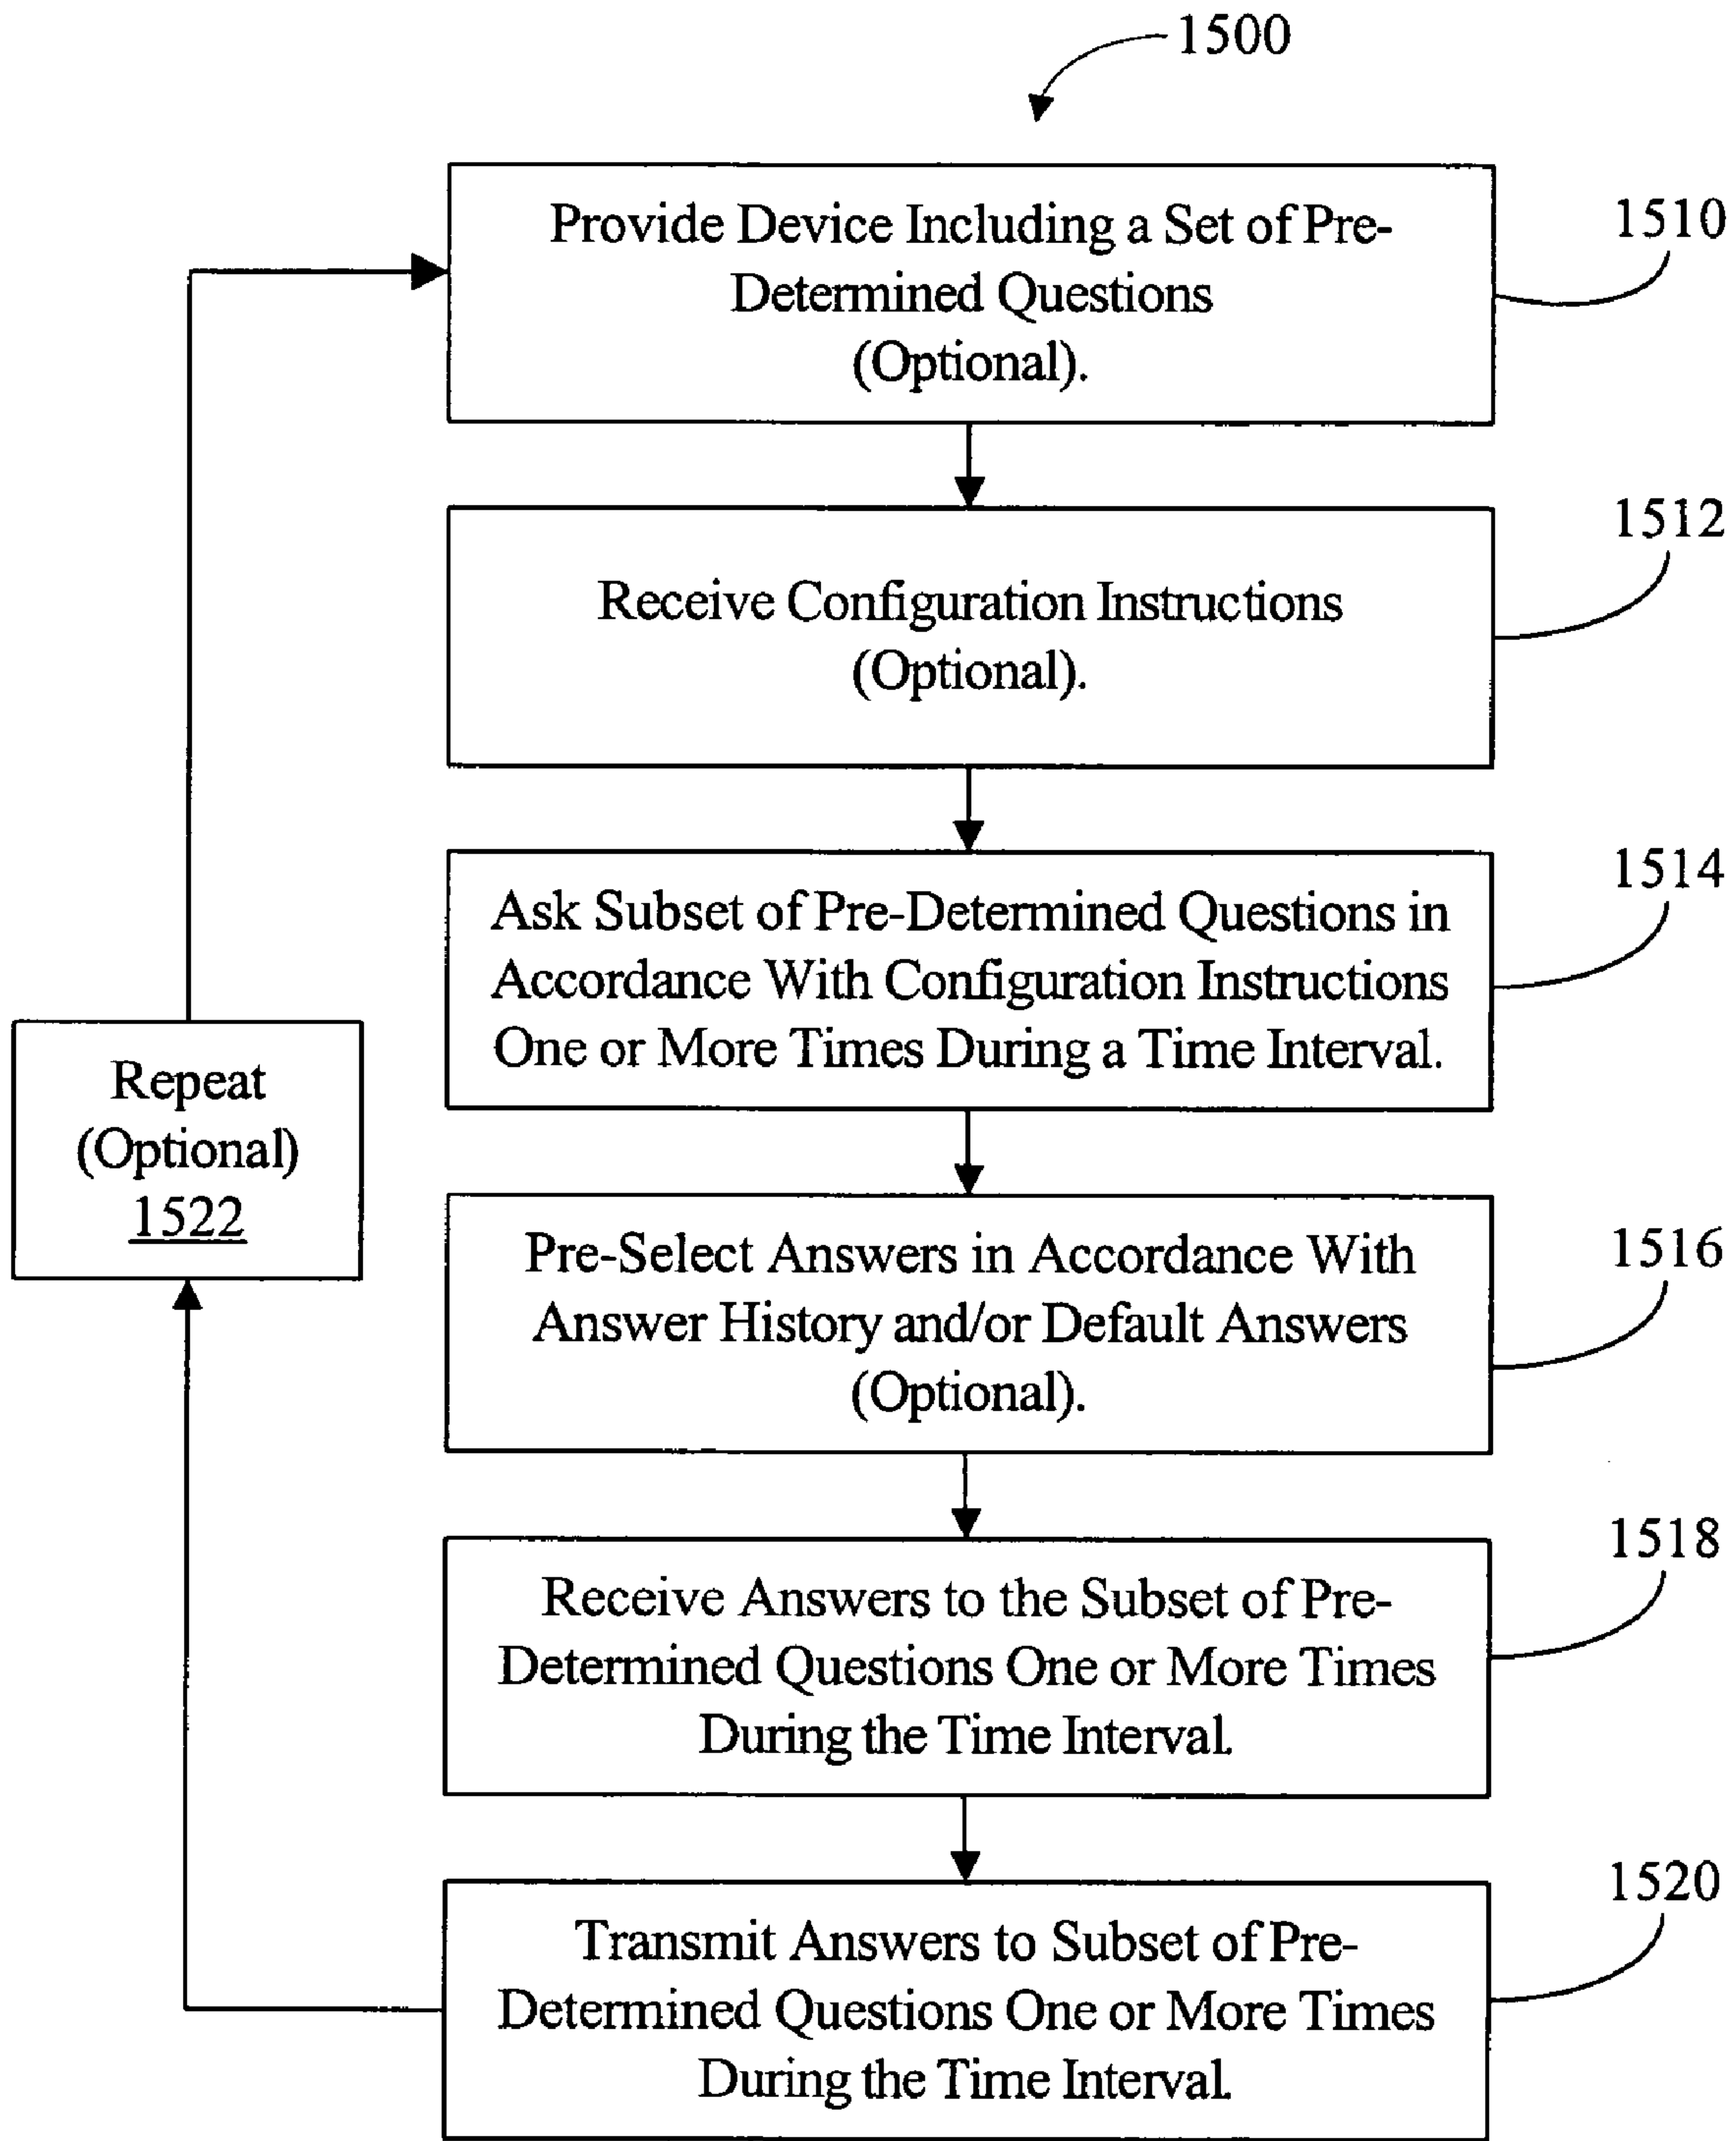 1500
Provide Device Including a Set of Pre-
Determined Questions
(Optional).
1510
Receive Configuration Instructions
(Optional).
1512
Ask Subset of Pre-Determined Questions in
Accordance With Configuration Instructions
One or More Times During a Time Interval.
1514
Pre-Select Answers in Accordance With
Answer History and/or Default Answers
(Optional).
1516
Receive Answers to the Subset of Pre-
Determined Questions One or More Times
During the Time Interval.
1518
Transmit Answers to Subset of Pre-
Determined Questions One or More Times
During the Time Interval.
1520
Repeat
(Optional)
1522